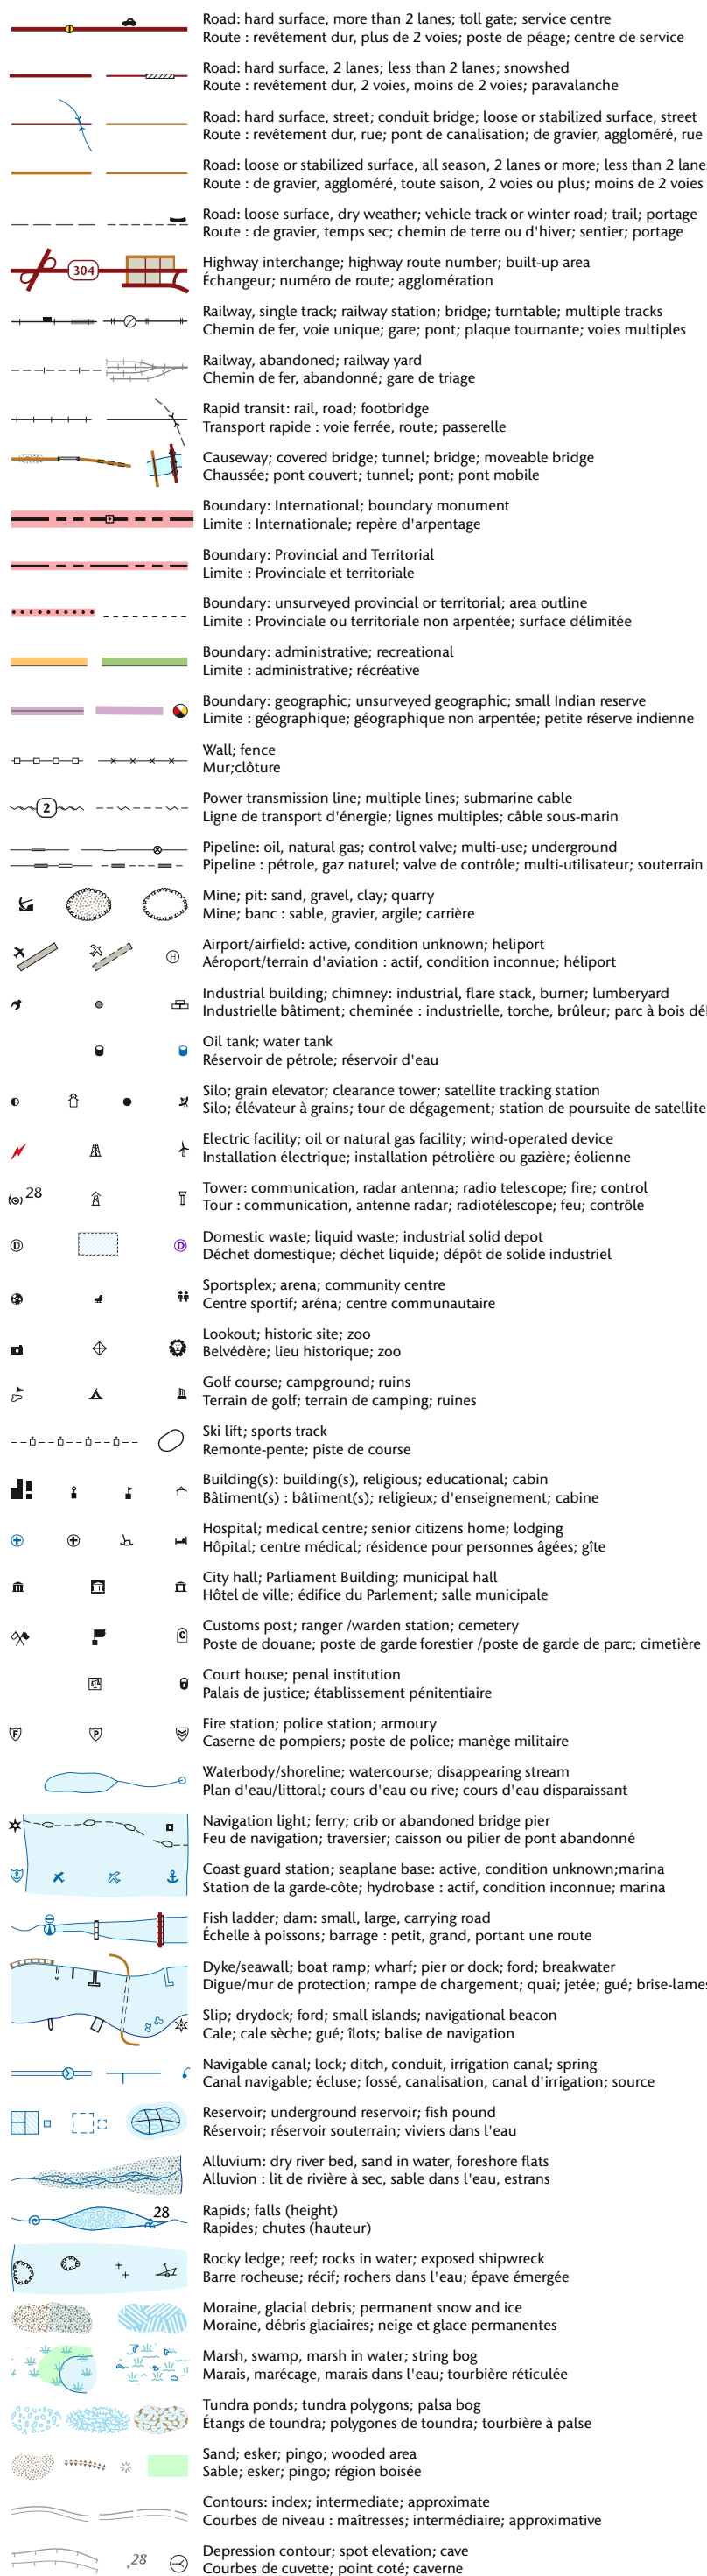 Road: hard surface, more than 2 lanes; toll gate; service centre
Route : revêtement dur, plus de 2 voies; poste de péage; centre de service
Road: hard surface, 2 lanes; less than 2 lanes; snowshed
Route : revêtement dur, 2 voies, moins de 2 voies; paravalanche
Road: hard surface, street; conduit bridge; loose or stabilized surface, street
Route : revêtement dur, rue; pont de canalisation; de gravier, aggloméré, rue
Road: loose or stabilized surface, all season, 2 lanes or more; less than 2 lanes
Route : de gravier, aggloméré, toute saison, 2 voies ou plus; moins de 2 voies
Road: loose surface, dry weather; vehicle track or winter road; trail; portage
Route : de gravier, temps sec; chemin de terre ou d'hiver; sentier; portage
304
Highway interchange; highway route number; built-up area
Échangeur; numéro de route; agglomération
Railway, single track; railway station; bridge; turntable; multiple tracks
Chemin de fer, voie unique; gare; pont; plaque tournante; voies multiples
Railway, abandoned; railway yard
Chemin de fer, abandonné; gare de triage
Rapid transit: rail, road; footbridge
Transport rapide : voie ferrée, route; passerelle
Causeway; covered bridge; tunnel; bridge; moveable bridge
Chaussée; pont couvert; tunnel; pont; pont mobile
Boundary: International; boundary monument
Limite : Internationale; repère d'arpentage
Boundary: Provincial and Territorial
Limite : Provinciale et territoriale
Boundary: unsurveyed provincial or territorial; area outline
Limite : Provinciale ou territoriale non arpentée; surface délimitée
Boundary: administrative; recreational
Limite : administrative; récréative
Boundary: geographic; unsurveyed geographic; small Indian reserve
Limite : géographique; géographique non arpentée; petite réserve indienne
Wall; fence
Mur;clôture
2
Power transmission line; multiple lines; submarine cable
Ligne de transport d'énergie; lignes multiples; câble sous-marin
Pipeline: oil, natural gas; control valve; multi-use; underground
Pipeline : pétrole, gaz naturel; valve de contrôle; multi-utilisateur; souterrain
Mine; pit: sand, gravel, clay; quarry
Mine; banc : sable, gravier, argile; carrière
H
Airport/airfield: active, condition unknown; heliport
Aéroport/terrain d'aviation : actif, condition inconnue; héliport
Industrial building; chimney: industrial, flare stack, burner; lumberyard
Industrielle bâtiment; cheminée : industrielle, torche, brûleur; parc à bois dé
Oil tank; water tank
Réservoir de pétrole; réservoir d'eau
Silo; grain elevator; clearance tower; satellite tracking station
Silo; élévateur à grains; tour de dégagement; station de poursuite de satellite
Electric facility; oil or natural gas facility; wind-operated device
Installation électrique; installation pétrolière ou gazière; éolienne
28
Tower: communication, radar antenna; radio telescope; fire; control
Tour : communication, antenne radar; radiotélescope; feu; contrôle
D D
Domestic waste; liquid waste; industrial solid depot
Déchet domestique; déchet liquide; dépôt de solide industriel
Sportsplex; arena; community centre
Centre sportif; aréna; centre communautaire
Lookout; historic site; zoo
Belvédère; lieu historique; zoo
Golf course; campground; ruins
Terrain de golf; terrain de camping; ruines
Ski lift; sports track
Remonte-pente; piste de course
Building(s): building(s), religious; educational; cabin
Bâtiment(s) : bâtiment(s); religieux; d'enseignement; cabine
Hospital; medical centre; senior citizens home; lodging
Hôpital; centre médical; résidence pour personnes âgées; gîte
City hall; Parliament Building; municipal hall
Hôtel de ville; édifice du Parlement; salle municipale
C
Customs post; ranger /warden station; cemetery
Poste de douane; poste de garde forestier /poste de garde de parc; cimetière
Court house; penal institution
Palais de justice; établissement pénitentiaire
F P
Fire station; police station; armoury
Caserne de pompiers; poste de police; manège militaire
Waterbody/shoreline; watercourse; disappearing stream
Plan d'eau/littoral; cours d'eau ou rive; cours d'eau disparaissant
Navigation light; ferry; crib or abandoned bridge pier
Feu de navigation; traversier; caisson ou pilier de pont abandonné
Coast guard station; seaplane base: active, condition unknown;marina
Station de la garde-côte; hydrobase : actif, condition inconnue; marina
Fish ladder; dam: small, large, carrying road
Échelle à poissons; barrage : petit, grand, portant une route
Dyke/seawall; boat ramp; wharf; pier or dock; ford; breakwater
Digue/mur de protection; rampe de chargement; quai; jetée; gué; brise-lames
Slip; drydock; ford; small islands; navigational beacon
Cale; cale sèche; gué; îlots; balise de navigation
Navigable canal; lock; ditch, conduit, irrigation canal; spring
Canal navigable; écluse; fossé, canalisation, canal d'irrigation; source
Reservoir; underground reservoir; fish pound
Réservoir; réservoir souterrain; viviers dans l'eau
Alluvium: dry river bed, sand in water, foreshore flats
Alluvion : lit de rivière à sec, sable dans l'eau, estrans
28
Rapids; falls (height)
Rapides; chutes (hauteur)
Rocky ledge; reef; rocks in water; exposed shipwreck
Barre rocheuse; récif; rochers dans l'eau; épave émergée
Moraine, glacial debris; permanent snow and ice
Moraine, débris glaciaires; neige et glace permanentes
Marsh, swamp, marsh in water; string bog
Marais, marécage, marais dans l'eau; tourbière réticulée
Tundra ponds; tundra polygons; palsa bog
Étangs de toundra; polygones de toundra; tourbière à palse
Sand; esker; pingo; wooded area
Sable; esker; pingo; région boisée
Contours: index; intermediate; approximate
Courbes de niveau : maîtresses; intermédiaire; approximative
.28
Depression contour; spot elevation; cave
Courbes de cuvette; point coté; caverne